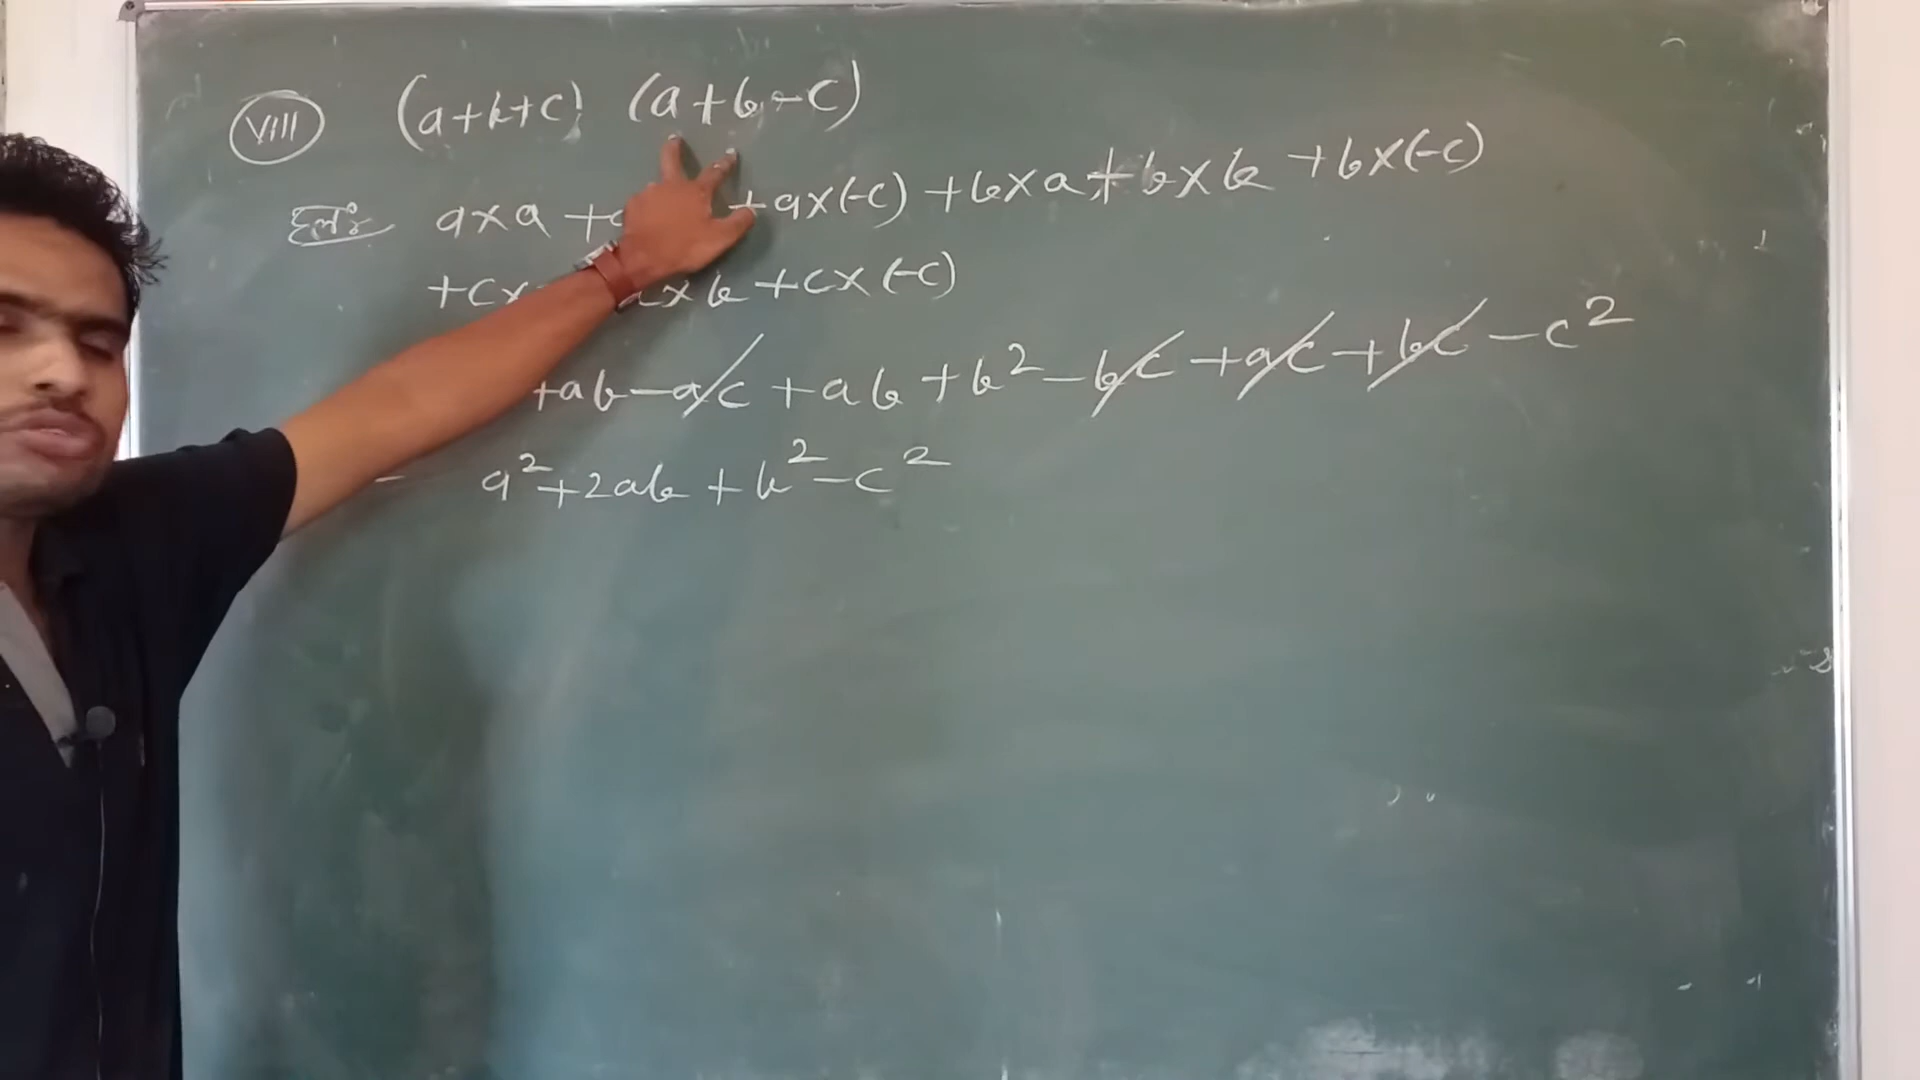 VIII (a+b+c) (a+b-c)
हलः a×a + +a×(-c) +b×a+b×b +b×(-c)
+c× ×b+c×(-c)
+ab-ac+ab+b²-bc+ac+bc-c²
a²+2ab+b²-c²